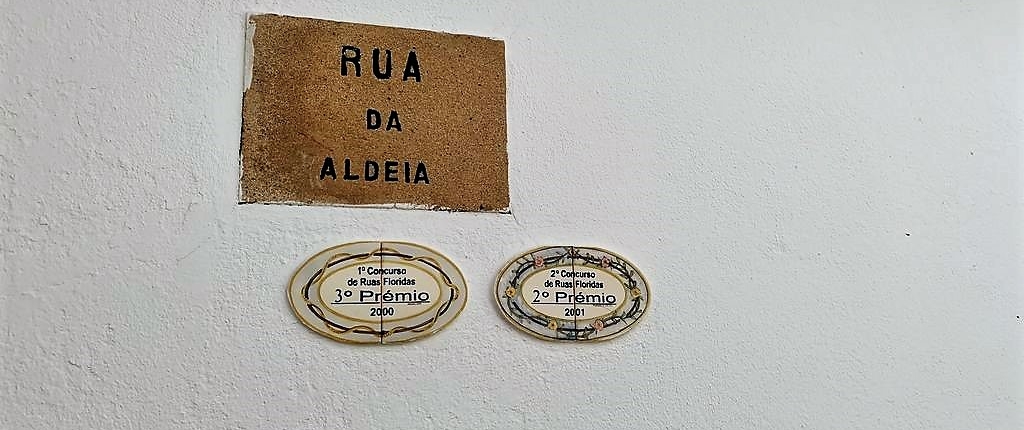 RUA
DA
ALDEIA
1º Concurso
de Ruas Floridas
3º Prémio
2000
2º Concurso
de Ruas Floridas
2º Prémio
2001